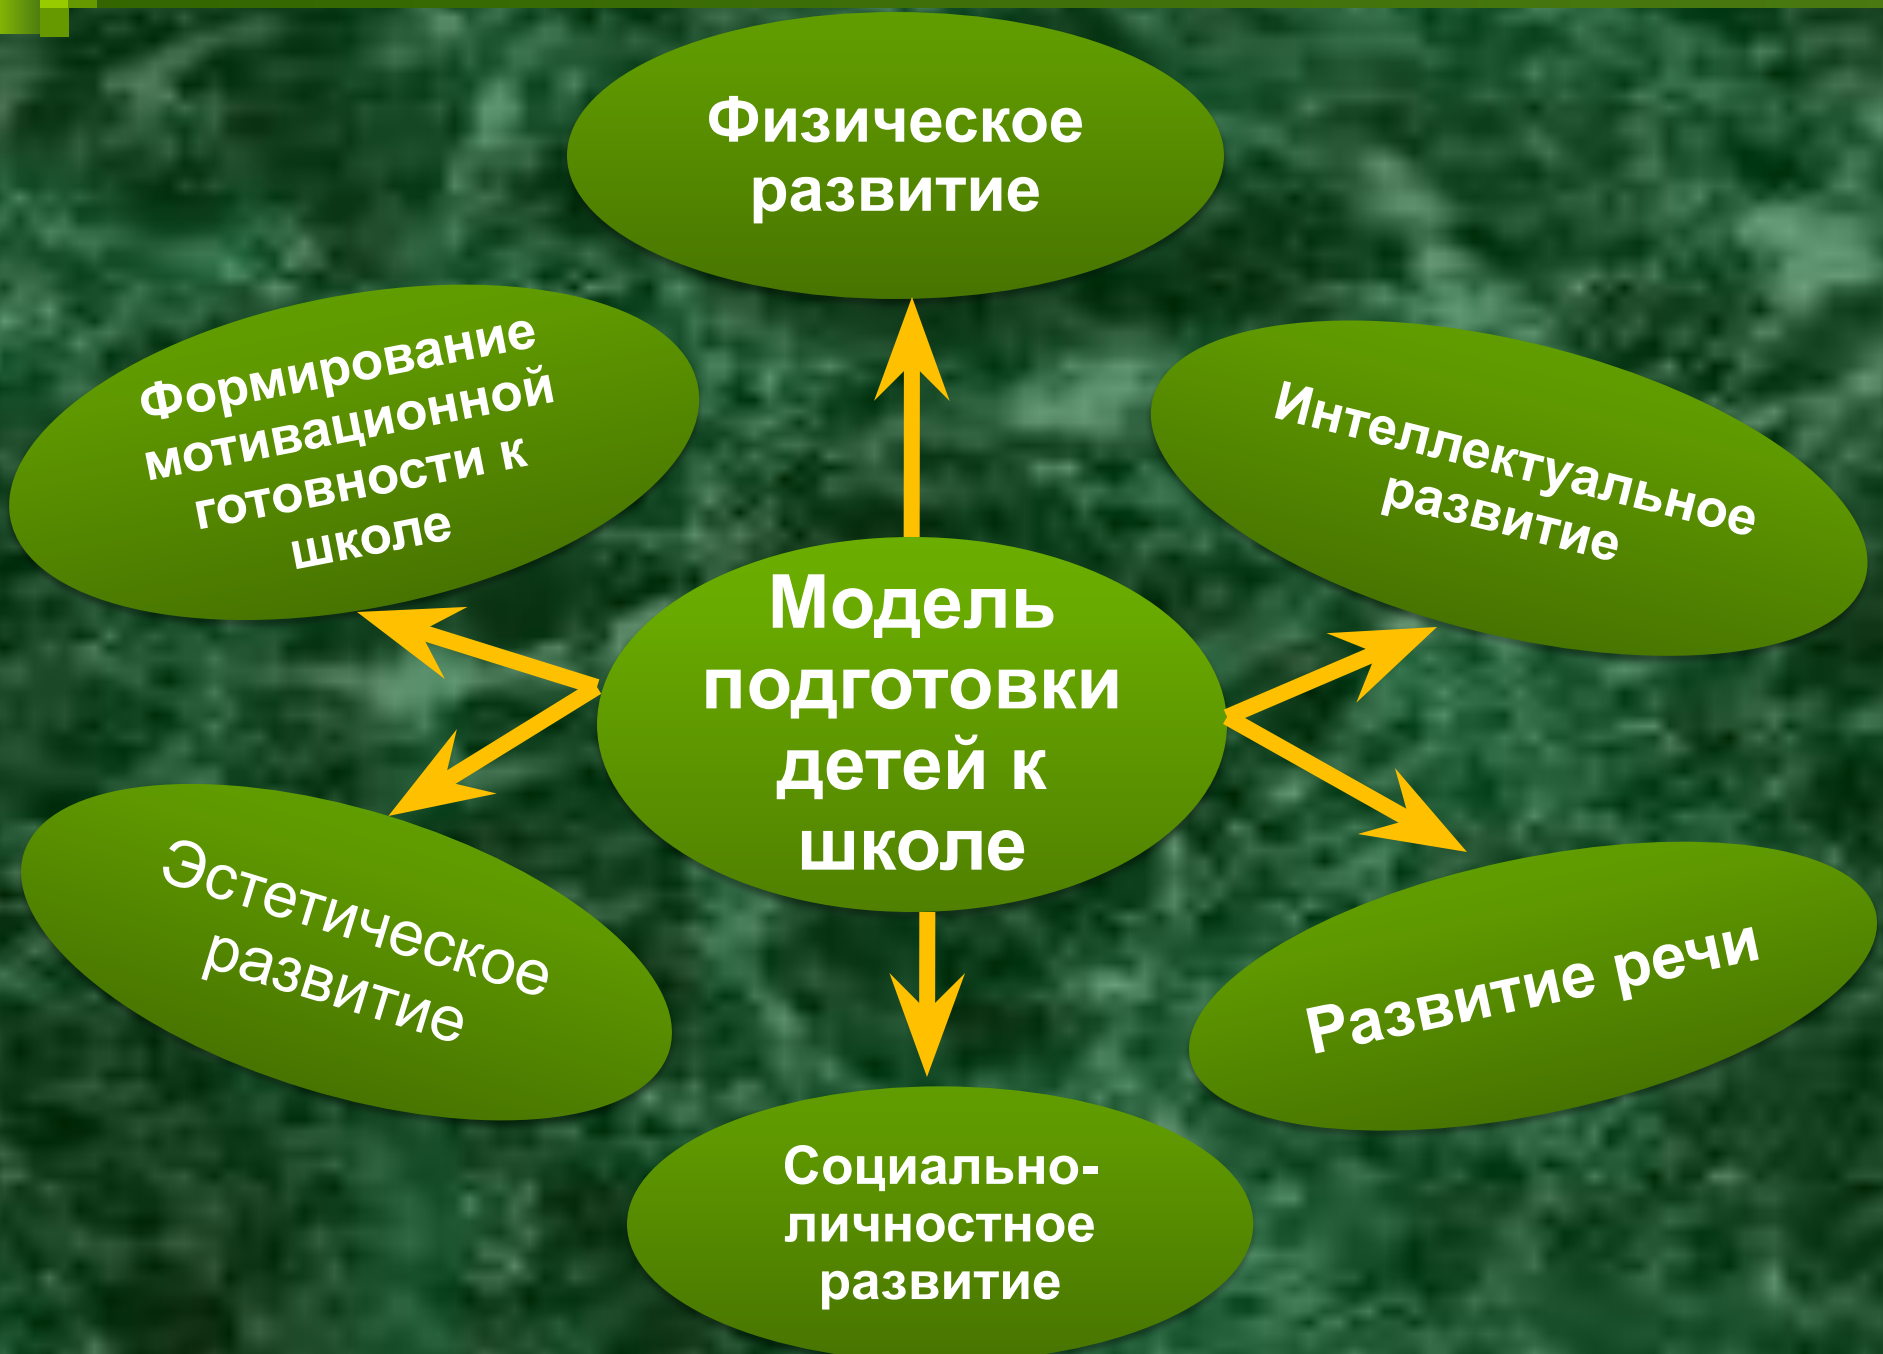 Физическое
развитие
Формирование
мотивационной
готовности к
школе
Интеллектуальное
развитие
Модель
подготовки
детей к
школе
Эстетическое
развитие
Развитие речи
Социально-
личностное
развитие